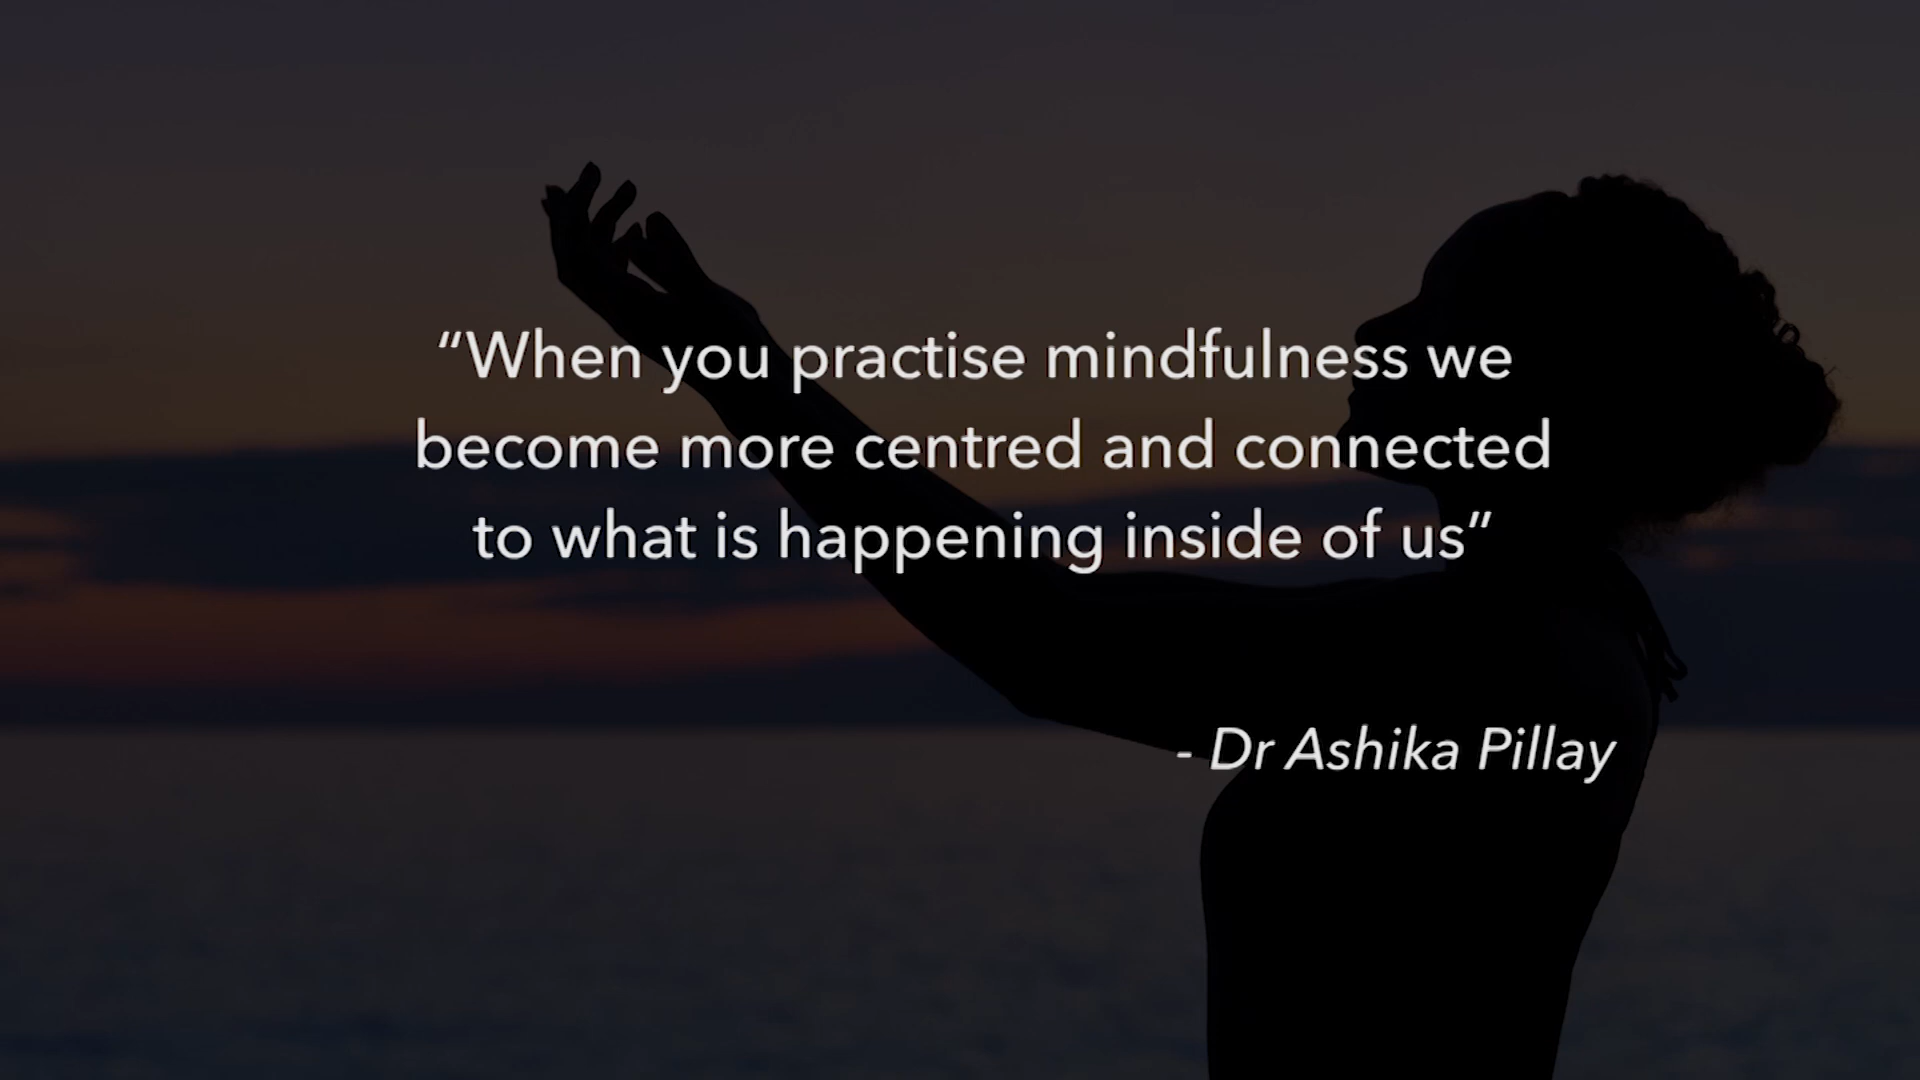 “When you practise mindfulness we
become more centred and connected
to what is happening inside of us”
- Dr Ashika Pillay